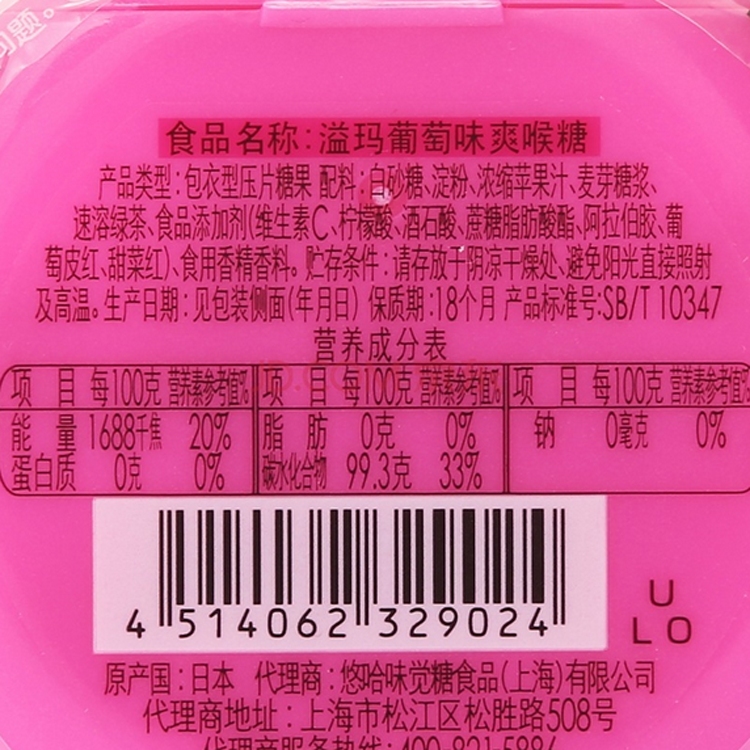 问题。
食品名称:溢玛葡萄味爽喉糖
产品类型:包衣型压片糖果 配料:白砂糖、淀粉、浓缩苹果汁、麦芽糖浆、
速溶绿茶、食品添加剂(维生素C、柠檬酸、酒石酸、蔗糖脂肪酸酯、阿拉伯胶、葡
萄皮红、甜菜红)、食用香精香料。贮存条件:请存放于阴凉干燥处、避免阳光直接照射
及高温。生产日期:见包装侧面(年月日) 保质期:18个月 产品标准号:SB/T 10347
营养成分表
项 目 每100克 营养素参考值% 项 目 每100克 营养素参考值% 项 目 每100克 营养素参考值%
能 量 1688千焦 20% 脂 肪 0克 0% 钠 0毫克 0%
蛋白质 0克 0% 碳水化合物 99.3克 33%
4 514062 329024
U
L O
原产国:日本 代理商:悠哈味觉糖食品(上海)有限公司
代理商地址:上海市松江区松胜路508号
代理商服务热线:400-821-5886